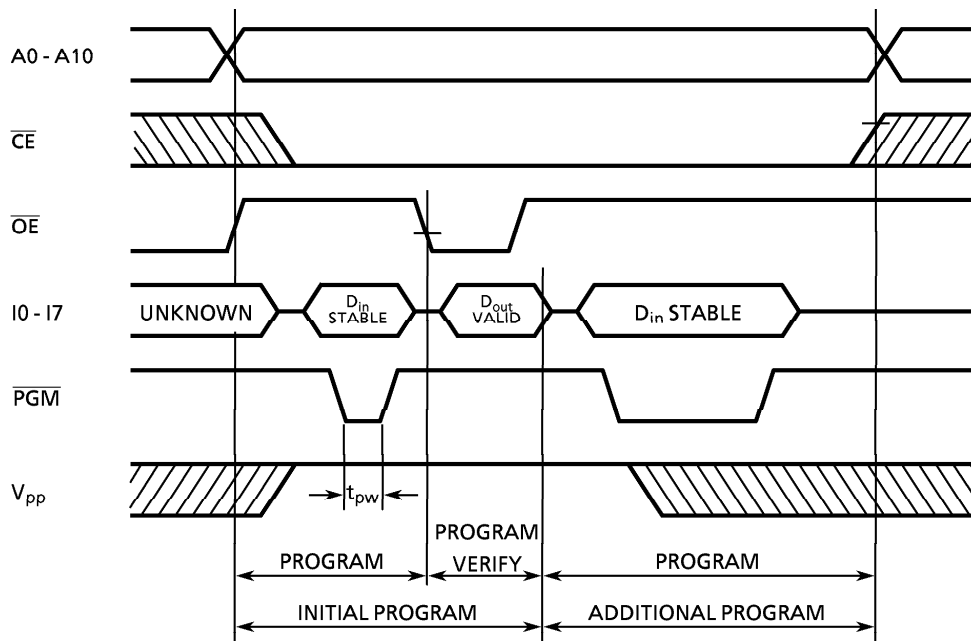 A0 - A10
CE
OE
I0 - I7
UNKNOWN
Din
STABLE
Dout
VALID
Din STABLE
PGM
Vpp
tpw
PROGRAM
PROGRAM
VERIFY
PROGRAM
INITIAL PROGRAM
ADDITIONAL PROGRAM